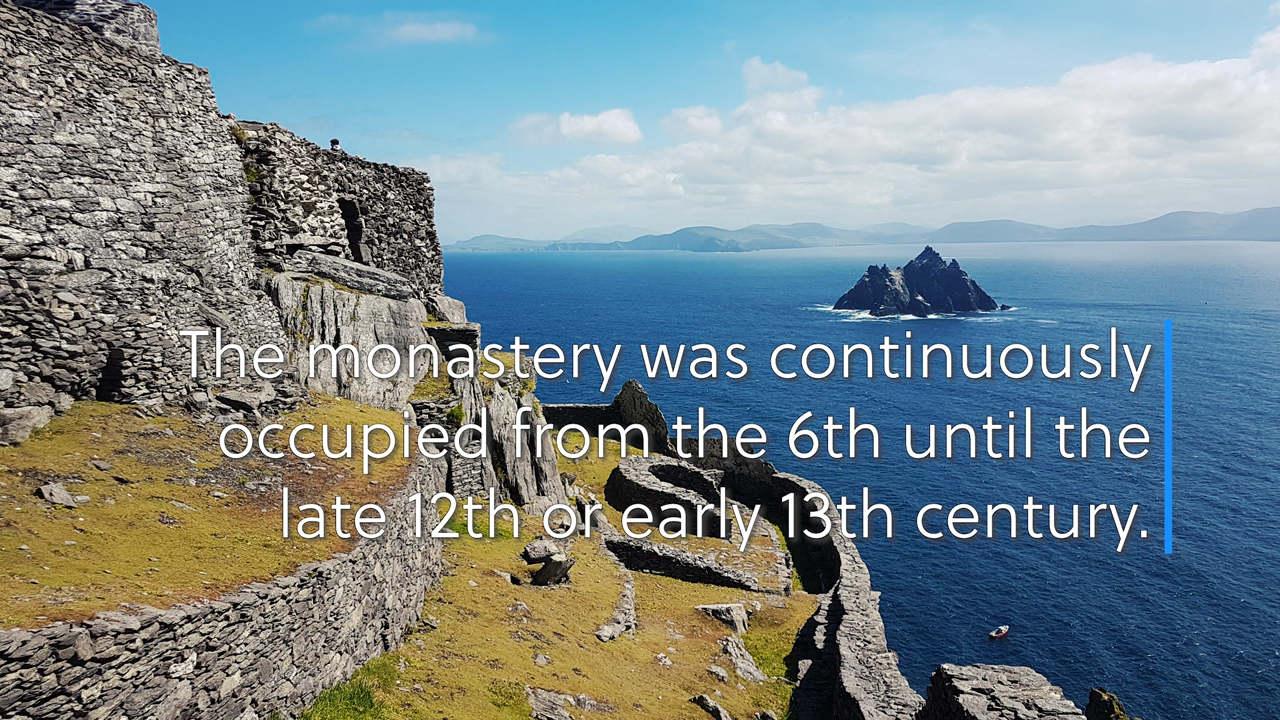 The monastery was continuously
occupied from the 6th until the
late 12th or early 13th century.